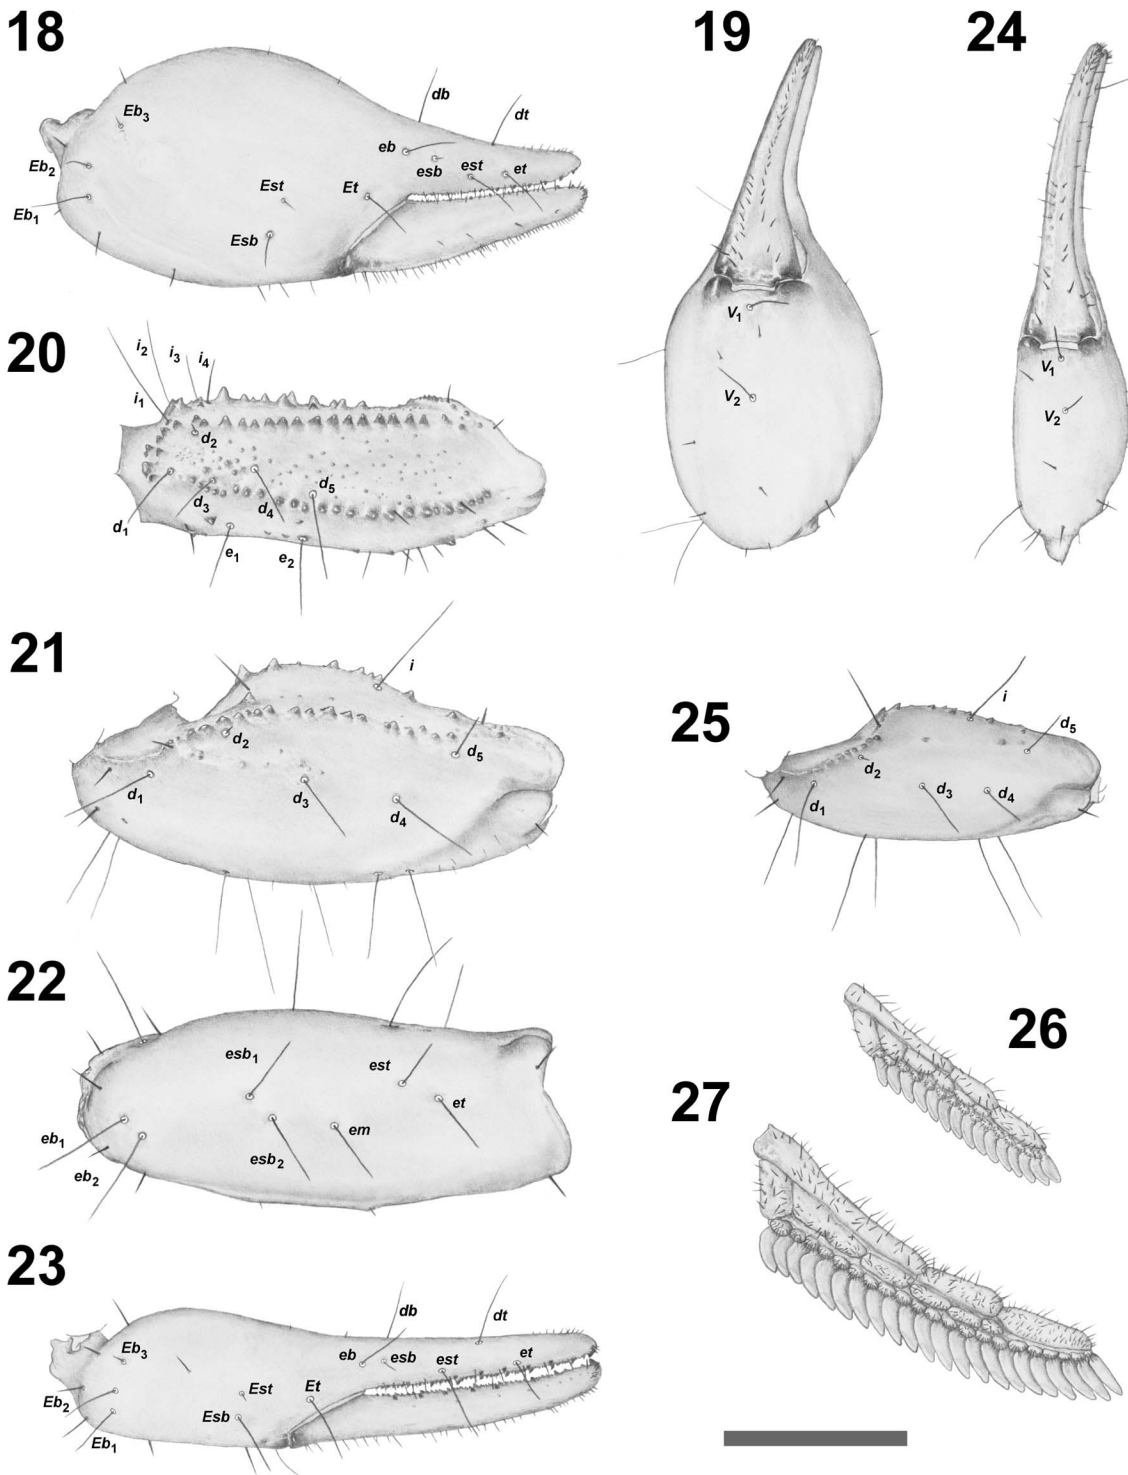 18
Eb3
Eb2
Eb1
Est
Esb
Et
db
dt
eb
esb
est
et
19
V1
V2
24
V1
V2
20
i1
i2
i3
i4
d1
d2
d3
d4
d5
e1
e2
21
i
d1
d2
d3
d4
d5
25
i
d1
d2
d3
d4
d5
22
eb1
eb2
esb1
esb2
em
est
et
26
27
23
Eb3
Eb2
Eb1
Est
Esb
Et
db
dt
eb
esb
est
et